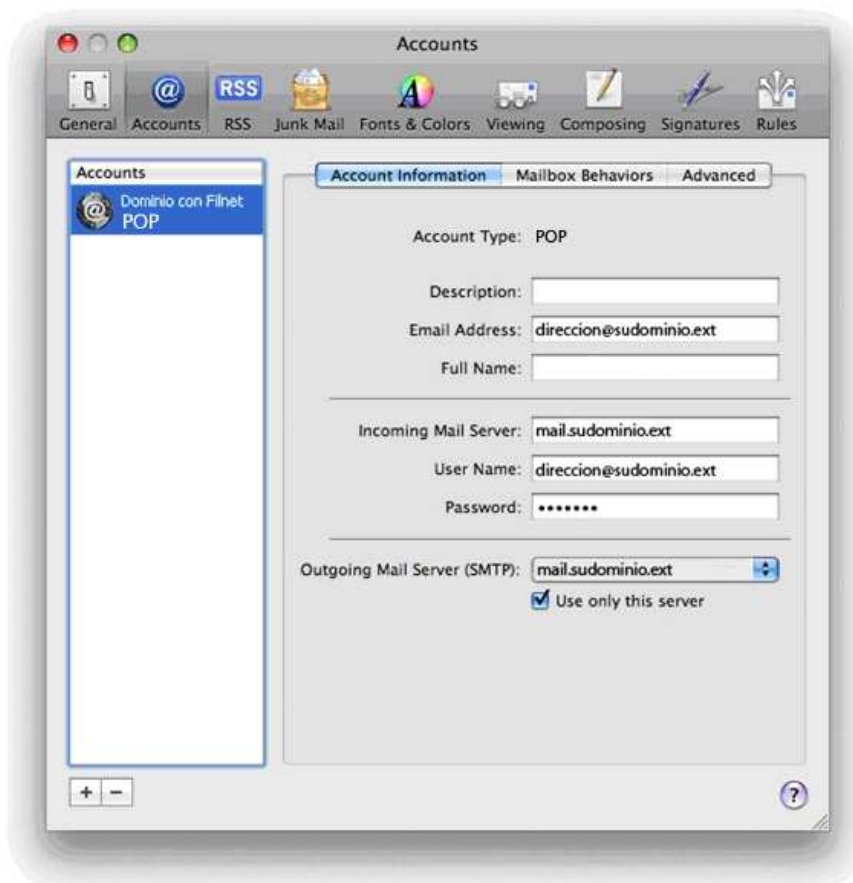 Accounts
General Accounts RSS Junk Mail Fonts & Colors Viewing Composing Signatures Rules
RSS
Accounts
Dominio con Filnet
POP
Account Information Mailbox Behaviors Advanced
Account Type: POP
Description:
Email Address: direccion@sudominio.ext
Full Name:
Incoming Mail Server: mail.sudominio.ext
User Name: direccion@sudominio.ext
Password: •••••••
Outgoing Mail Server (SMTP): mail.sudominio.ext
Use only this server